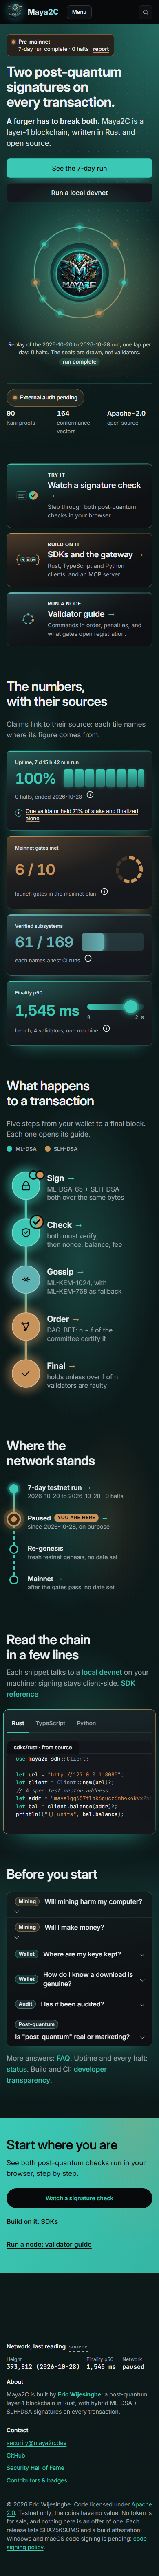 Maya2C
Menu
Pre-mainnet
7-day run complete · 0 halts · report
Two post-quantum
signatures on
every transaction.
A forger has to break both. Maya2C is a
layer-1 blockchain, written in Rust and
open source.
See the 7-day run
Run a local devnet
MAYA2C
Replay of the 2026-10-20 to 2026-10-28 run, one lap per
day: 0 halts. The seats are drawn, not validators.
run complete
External audit pending
90
Kani proofs
164
conformance
vectors
Apache-2.0
open source
TRY IT
Watch a signature check
→
Step through both post-quantum
checks in your browser.
BUILD ON IT
SDKs and the gateway →
Rust, TypeScript and Python
clients, and an MCP server.
RUN A NODE
Validator guide →
Commands in order, penalties, and
what gates open registration.
The numbers,
with their sources
Claims link to their source: each tile names
where its figure comes from.
Uptime, 7 d 15 h 43 min run
100%
0 halts, ended 2026-10-28
One validator held 71% of stake and finalized
alone
Mainnet gates met
6 / 10
launch gates in the mainnet plan
Verified subsystems
61 / 169
each names a test CI runs
Finality p50
1,545 ms
0
2 s
bench, 4 validators, one machine
What happens
to a transaction
Five steps from your wallet to a final block.
Each one opens its guide.
ML-DSA
SLH-DSA
Sign →
ML-DSA-65 + SLH-DSA
both over the same bytes
Check →
both must verify,
then nonce, balance, fee
Gossip →
ML-KEM-1024, with
ML-KEM-768 as fallback
Order →
DAG-BFT: n − f of the
committee certify it
Final →
holds unless over f of n
validators are faulty
Where the
network stands
7-day testnet run →
2026-10-20 to 2026-10-28 · 0 halts
Paused YOU ARE HERE →
since 2026-10-28, on purpose
Re-genesis →
fresh testnet genesis, no date set
Mainnet →
after the gates pass, no date set
Read the chain
in a few lines
Each snippet talks to a local devnet on your
machine; signing stays client-side. SDK
reference
Rust
TypeScript
Python
sdks/rust · from source
use maya2c_sdk::Client;
let url = "http://127.0.0.1:8080";
let client = Client::new(url)?;
// A spec test vector address:
let bal = client.balance(addr)?;
println!("{} units", bal.balance);
Before you start
Mining
Will mining harm my computer?
Mining
Will I make money?
Wallet
Where are my keys kept?
Wallet
How do I know a download is
genuine?
Audit
Has it been audited?
Post-quantum
Is "post-quantum" real or marketing?
More answers: FAQ. Uptime and every halt:
status. Build and CI: developer
transparency.
Start where you are
See both post-quantum checks run in your
browser, step by step.
Watch a signature check
Build on it: SDKs
Run a node: validator guide
Network, last reading source
Height
393,812 (2026-10-28)
Finality p50
1,545 ms
Network
paused
About
Maya2C is built by Eric Wijesinghe: a post-quantum
layer-1 blockchain in Rust, with hybrid ML-DSA +
SLH-DSA signatures on every transaction.
Contact
security@maya2c.dev
GitHub
Security Hall of Fame
Contributors & badges
© 2026 Eric Wijesinghe. Code licensed under Apache
2.0. Testnet only; the coins have no value. No token is
for sale, and nothing here is an offer of one. Each
release lists SHA256SUMS and a build attestation;
Windows and macOS code signing is pending: code
signing policy.